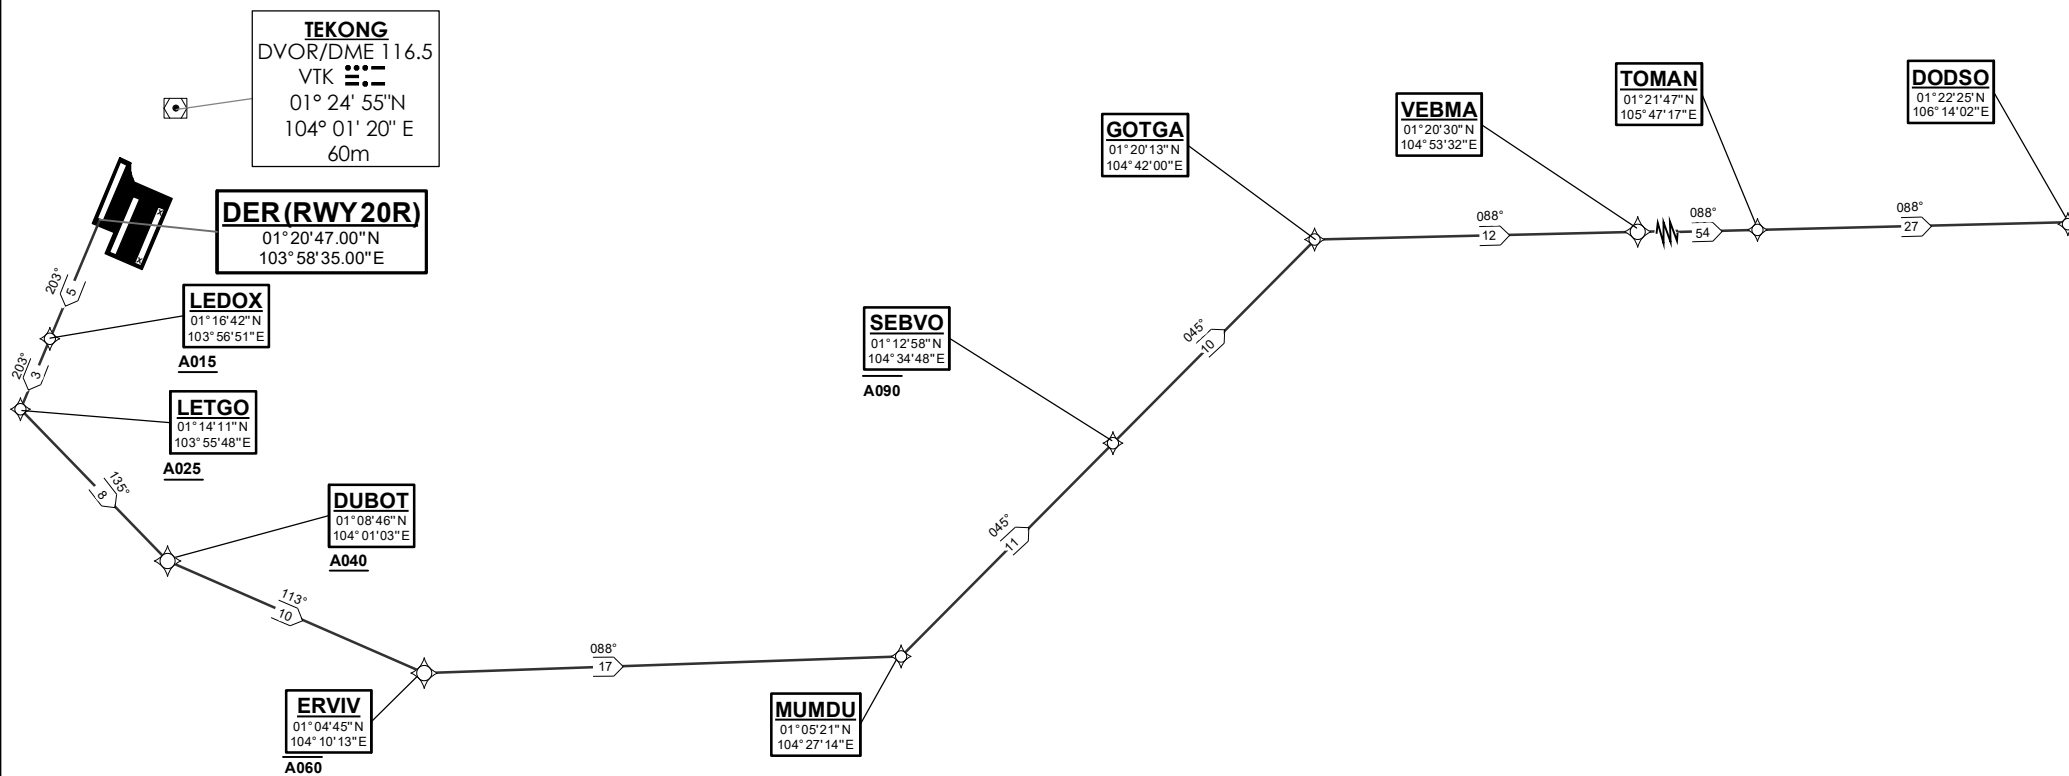 TEKONG
DVOR/DME 116.5
VTK
01° 24' 55"N
104° 01' 20" E
60m
DER(RWY20R)
01°20'47.00"N
103°58'35.00"E
203°
5
LEDOX
01°16'42"N
103°56'51"E
A015
203°
3
LETGO
01°14'11"N
103°55'48"E
A025
135°
8
DUBOT
01°08'46"N
104°01'03"E
A040
113°
10
ERVIV
01°04'45"N
104°10'13"E
A060
088°
17
MUMDU
01°05'21"N
104°27'14"E
045°
11
SEBVO
01°12'58"N
104°34'48"E
A090
045°
10
GOTGA
01°20'13"N
104°42'00"E
088°
12
VEBMA
01°20'30"N
104°53'32"E
088°
54
TOMAN
01°21'47"N
105°47'17"E
088°
27
DODSO
01°22'25"N
106°14'02"E
X
X